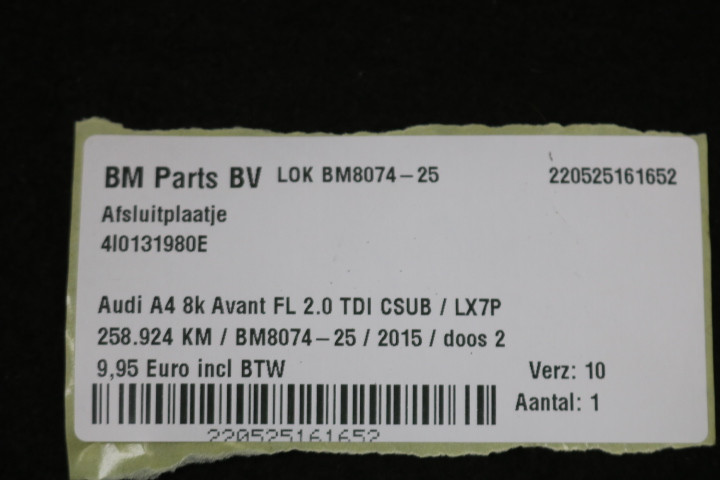 BM Parts BV LOK BM8074-25 220525161652
Afsluitplaatje
4l0131980E
Audi A4 8k Avant FL 2.0 TDI CSUB / LX7P
258.924 KM / BM8074-25 / 2015 / doos 2
9,95 Euro incl BTW Verz: 10
Aantal: 1
220525161652